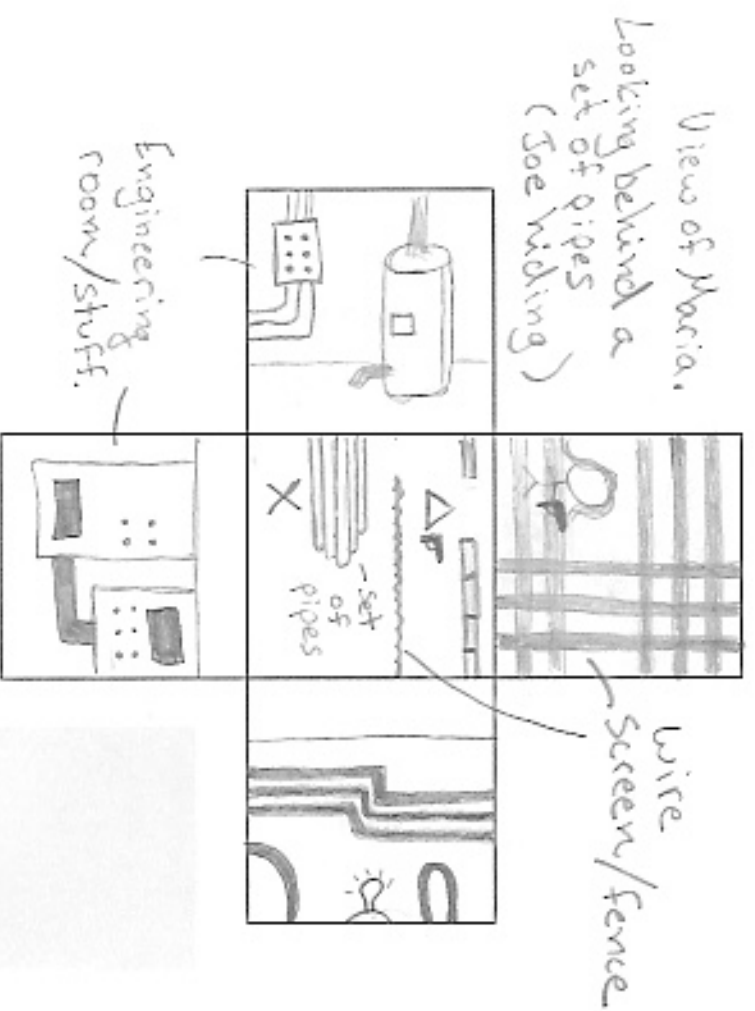 View of Maria.
Looking behind a
set of pipes
(Joe hiding)
Engineering
room/stuff.
X
set
of
pipes
Wire
Screen/fence